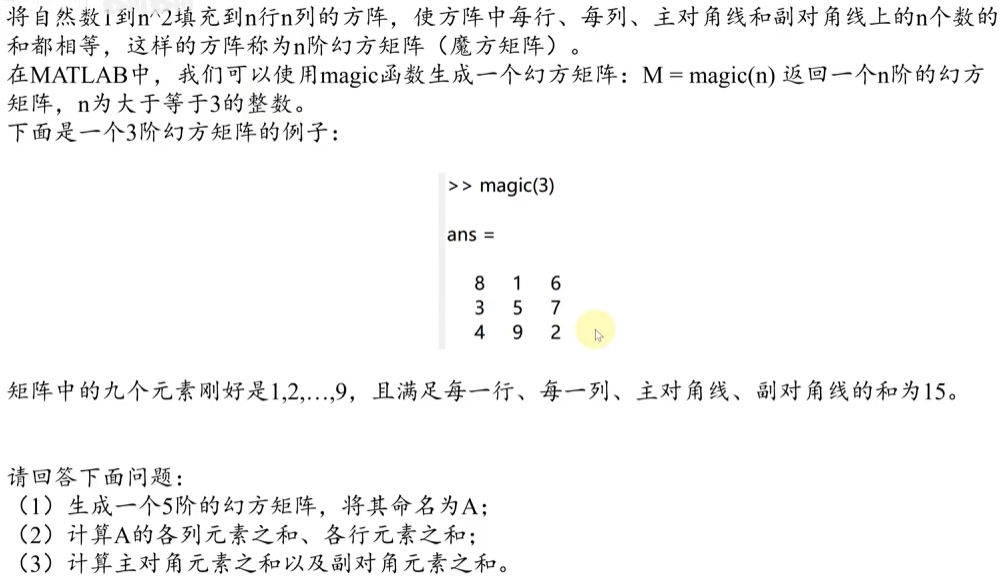 将自然数1到n^2填充到n行n列的方阵，使方阵中每行、每列、主对角线和副对角线上的n个数的
和都相等，这样的方阵称为n阶幻方矩阵（魔方矩阵）。
在MATLAB中，我们可以使用magic函数生成一个幻方矩阵：M = magic(n) 返回一个n阶的幻方
矩阵，n为大于等于3的整数。
下面是一个3阶幻方矩阵的例子：
>> magic(3)
ans =
8 1 6
3 5 7
4 9 2
矩阵中的九个元素刚好是1,2,…,9，且满足每一行、每一列、主对角线、副对角线的和为15。
请回答下面问题：
（1）生成一个5阶的幻方矩阵，将其命名为A；
（2）计算A的各列元素之和、各行元素之和；
（3）计算主对角元素之和以及副对角元素之和。